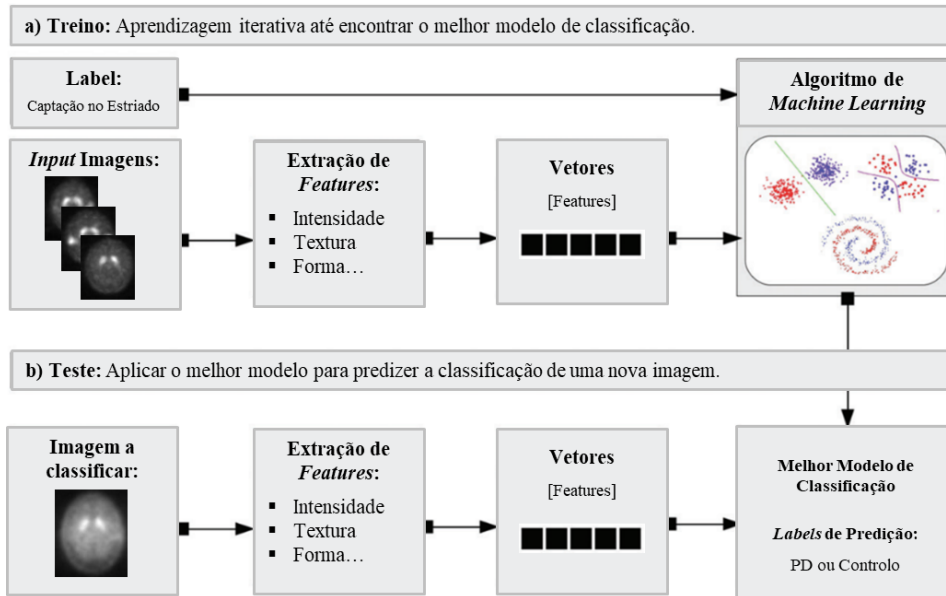 a) Treino: Aprendizagem iterativa até encontrar o melhor modelo de classificação.
Label:
Captação no Estriado
Algoritmo de
Machine Learning
Input Imagens:
Extração de
Features:
▪ Intensidade
▪ Textura
▪ Forma…
Vetores
[Features]
b) Teste: Aplicar o melhor modelo para predizer a classificação de uma nova imagem.
Imagem a
classificar:
Extração de
Features:
▪ Intensidade
▪ Textura
▪ Forma…
Vetores
[Features]
Melhor Modelo de
Classificação
Labels de Predição:
PD ou Controlo